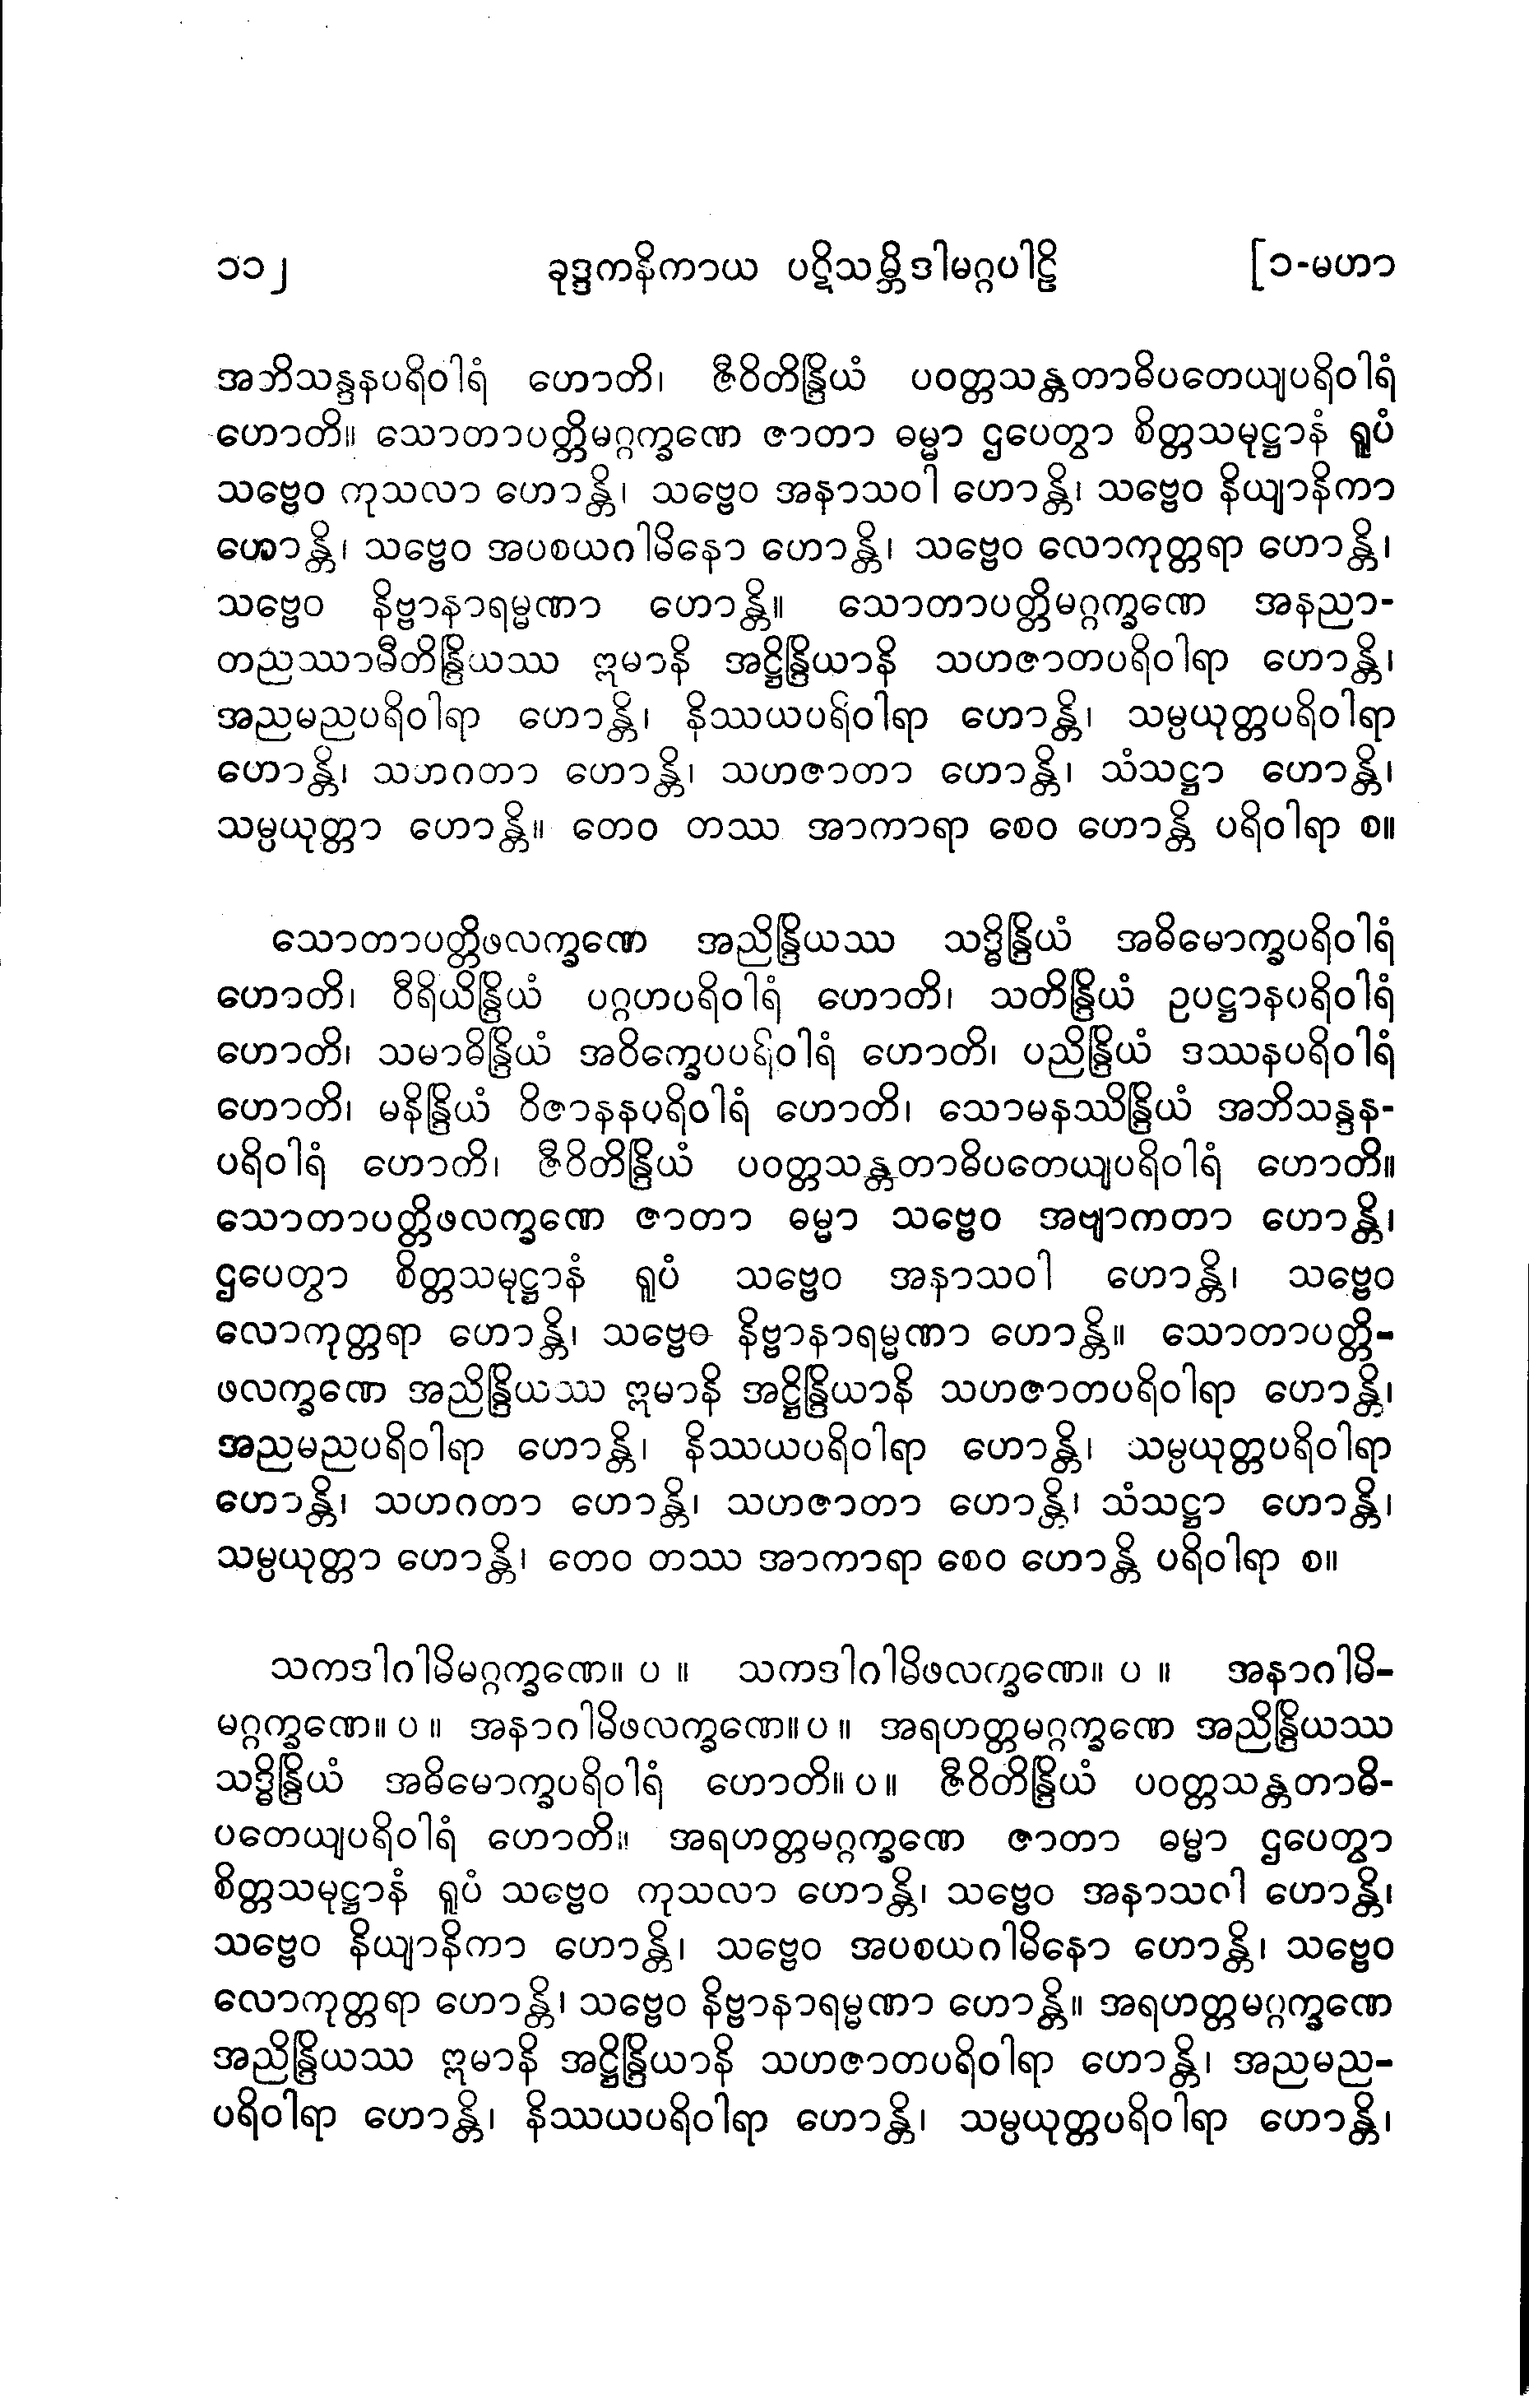 ၁၁၂ ခုဒ္ဒကနိကာယ ပဋိသမ္ဘိဒါမဂ္ဂပါဠိ [၁-မဟာ
အဘိသန္ဒနပရိဝါရံ ဟောတိ၊ ဇီဝိတိန္ဒြိယံ ပဝတ္တသန္တတာဓိပတေယျပရိဝါရံ
ဟောတိ။ သောတာပတ္တိမဂ္ဂက္ခဏေ ဇာတာ ဓမ္မာ ဌပေတွာ စိတ္တသမုဋ္ဌာနံ ရူပံ
သဗ္ဗေဝ ကုသလာ ဟောန္တိ၊ သဗ္ဗေဝ အနာသဝါ ဟောန္တိ၊ သဗ္ဗေဝ နိယျာနိကာ
ဟောန္တိ၊ သဗ္ဗေဝ အပစယဂါမိနော ဟောန္တိ၊ သဗ္ဗေဝ လောကုတ္တရာ ဟောန္တိ၊
သဗ္ဗေဝ နိဗ္ဗာနာရမ္မဏာ ဟောန္တိ။ သောတာပတ္တိမဂ္ဂက္ခဏေ အနညာ-
တညဿာမီတိန္ဒြိယဿ ဣမာနိ အဋ္ဌိန္ဒြိယာနိ သဟဇာတပရိဝါရာ ဟောန္တိ၊
အညမညပရိဝါရာ ဟောန္တိ၊ နိဿယပရိဝါရာ ဟောန္တိ၊ သမ္ပယုတ္တပရိဝါရာ
ဟောန္တိ၊ သဟဂတာ ဟောန္တိ၊ သဟဇာတာ ဟောန္တိ၊ သံသဋ္ဌာ ဟောန္တိ၊
သမ္ပယုတ္တာ ဟောန္တိ။ တေဝ တဿ အာကာရာ စေဝ ဟောန္တိ ပရိဝါရာ စ။
သောတာပတ္တိဖလက္ခဏေ အညိန္ဒြိယဿ သဒ္ဓိန္ဒြိယံ အဓိမောက္ခပရိဝါရံ
ဟောတိ၊ ဝီရိယိန္ဒြိယံ ပဂ္ဂဟပရိဝါရံ ဟောတိ၊ သတိန္ဒြိယံ ဥပဋ္ဌာနပရိဝါရံ
ဟောတိ၊ သမာဓိန္ဒြိယံ အဝိက္ခေပပရိဝါရံ ဟောတိ၊ ပညိန္ဒြိယံ ဒဿနပရိဝါရံ
ဟောတိ၊ မနိန္ဒြိယံ ဝိဇာနနပရိဝါရံ ဟောတိ၊ သောမနဿိန္ဒြိယံ အဘိသန္ဒန-
ပရိဝါရံ ဟောတိ၊ ဇီဝိတိန္ဒြိယံ ပဝတ္တသန္တတာဓိပတေယျပရိဝါရံ ဟောတိ။
သောတာပတ္တိဖလက္ခဏေ ဇာတာ ဓမ္မာ သဗ္ဗေဝ အဗျာကတာ ဟောန္တိ၊
ဌပေတွာ စိတ္တသမုဋ္ဌာနံ ရူပံ သဗ္ဗေဝ အနာသဝါ ဟောန္တိ၊ သဗ္ဗေဝ
လောကုတ္တရာ ဟောန္တိ၊ သဗ္ဗေဝ နိဗ္ဗာနာရမ္မဏာ ဟောန္တိ။ သောတာပတ္တိ-
ဖလက္ခဏေ အညိန္ဒြိယဿ ဣမာနိ အဋ္ဌိန္ဒြိယာနိ သဟဇာတပရိဝါရာ ဟောန္တိ၊
အညမညပရိဝါရာ ဟောန္တိ၊ နိဿယပရိဝါရာ ဟောန္တိ၊ သမ္ပယုတ္တပရိဝါရာ
ဟောန္တိ၊ သဟဂတာ ဟောန္တိ၊ သဟဇာတာ ဟောန္တိ၊ သံသဋ္ဌာ ဟောန္တိ၊
သမ္ပယုတ္တာ ဟောန္တိ၊ တေဝ တဿ အာကာရာ စေဝ ဟောန္တိ ပရိဝါရာ စ။
သကဒါဂါမိမဂ္ဂက္ခဏေ။ ပ ။ သကဒါဂါမိဖလက္ခဏေ။ ပ ။ အနာဂါမိ-
မဂ္ဂက္ခဏေ။ ပ ။ အနာဂါမိဖလက္ခဏေ။ ပ ။ အရဟတ္တမဂ္ဂက္ခဏေ အညိန္ဒြိယဿ
သဒ္ဓိန္ဒြိယံ အဓိမောက္ခပရိဝါရံ ဟောတိ။ ပ။ ဇီဝိတိန္ဒြိယံ ပဝတ္တသန္တတာဓိ-
ပတေယျပရိဝါရံ ဟောတိ။ အရဟတ္တမဂ္ဂက္ခဏေ ဇာတာ ဓမ္မာ ဌပေတွာ
စိတ္တသမုဋ္ဌာနံ ရူပံ သဗ္ဗေဝ ကုသလာ ဟောန္တိ၊ သဗ္ဗေဝ အနာသဝါ ဟောန္တိ၊
သဗ္ဗေဝ နိယျာနိကာ ဟောန္တိ၊ သဗ္ဗေဝ အပစယဂါမိနော ဟောန္တိ၊ သဗ္ဗေဝ
လောကုတ္တရာ ဟောန္တိ၊ သဗ္ဗေဝ နိဗ္ဗာနာရမ္မဏာ ဟောန္တိ။ အရဟတ္တမဂ္ဂက္ခဏေ
အညိန္ဒြိယဿ ဣမာနိ အဋ္ဌိန္ဒြိယာနိ သဟဇာတပရိဝါရာ ဟောန္တိ၊ အညမည-
ပရိဝါရာ ဟောန္တိ၊ နိဿယပရိဝါရာ ဟောန္တိ၊ သမ္ပယုတ္တပရိဝါရာ ဟောန္တိ၊